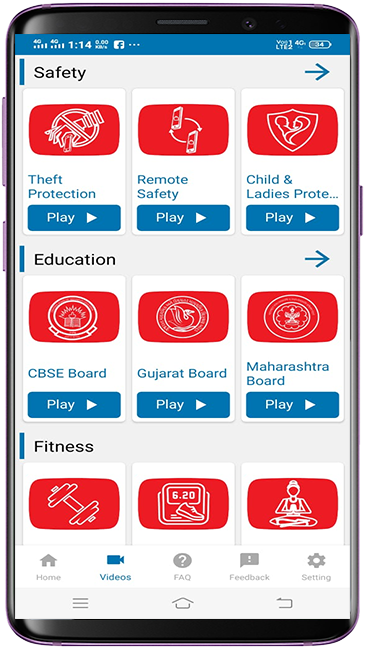 4G 4G 1:14 0.00 KB/s ... Vo) 1 LTE2 4G 34
Safety
Theft Protection
Remote Safety
Child & Ladies Prote...
Play
Play
Play
Education
CBSE Board
Gujarat Board
Maharashtra Board
Play
Play
Play
Fitness
6.20
Home
Videos
FAQ
Feedback
Setting